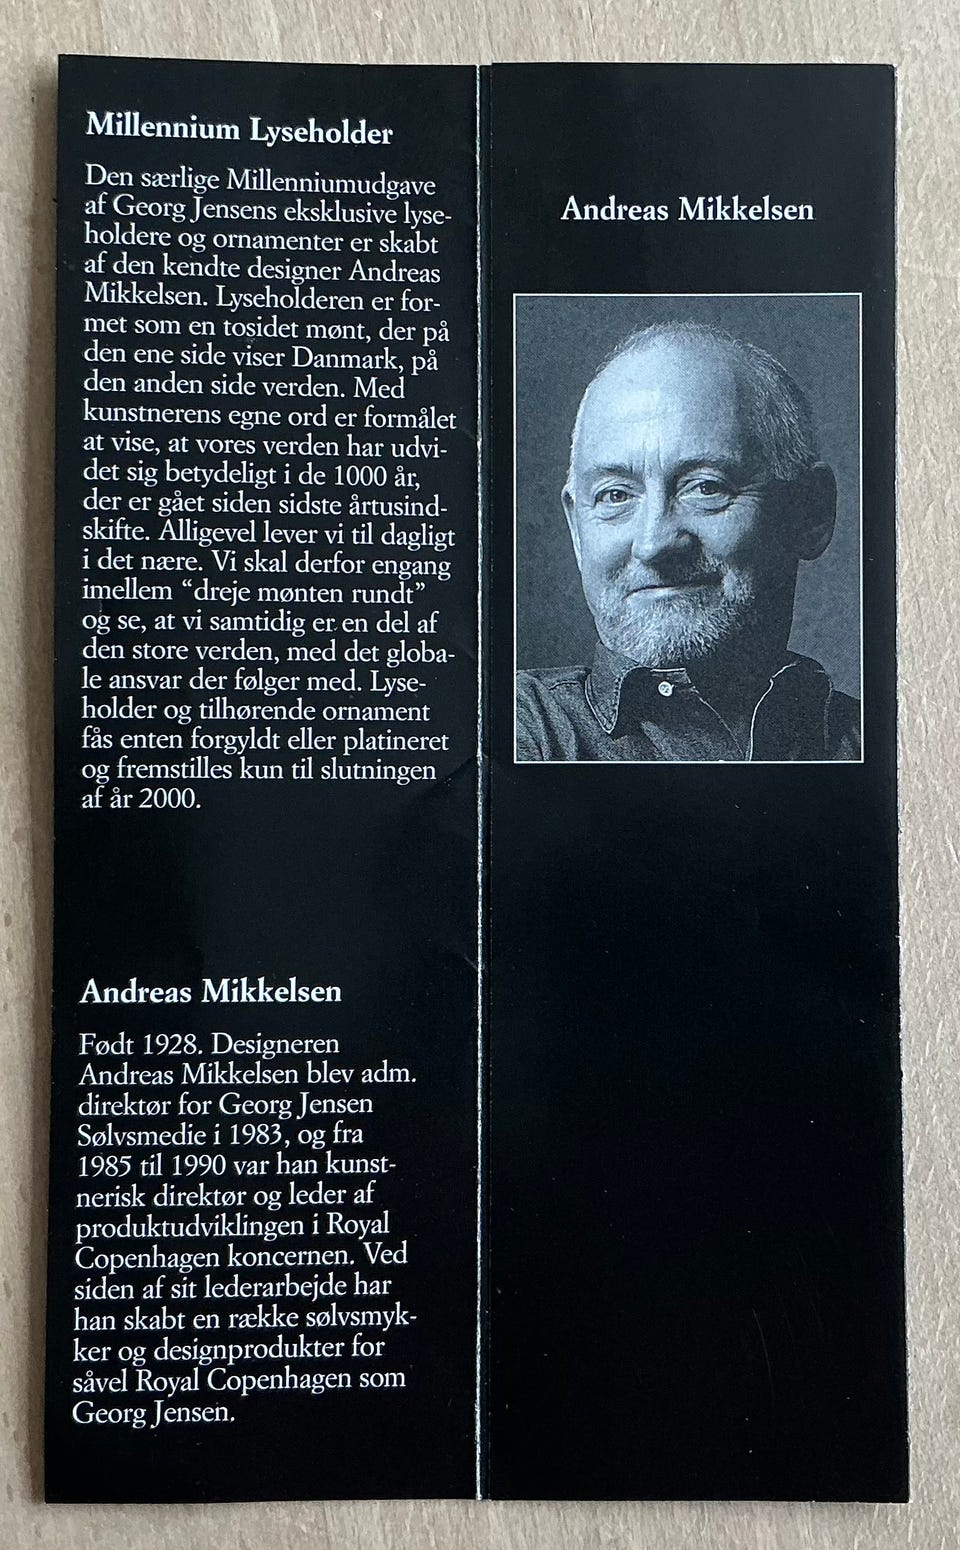 Millennium Lyseholder
Den særlige Millenniumudgave
af Georg Jensens eksklusive lyse-
holdere og ornamenter er skabt
af den kendte designer Andreas
Mikkelsen. Lyseholderen er for-
met som en tosidet mønt, der på
den ene side viser Danmark, på
den anden side verden. Med
kunstnerens egne ord er formålet
at vise, at vores verden har udvi-
det sig betydeligt i de 1000 år,
der er gået siden sidste årtusind-
skifte. Alligevel lever vi til dagligt
i det nære. Vi skal derfor engang
imellem “dreje mønten rundt”
og se, at vi samtidig er en del af
den store verden, med det globa-
le ansvar der følger med. Lyse-
holder og tilhørende ornament
fås enten forgyldt eller platineret
og fremstilles kun til slutningen
af år 2000.
Andreas Mikkelsen
Født 1928. Designeren
Andreas Mikkelsen blev adm.
direktør for Georg Jensen
Sølvsmedie i 1983, og fra
1985 til 1990 var han kunst-
nerisk direktør og leder af
produktudviklingen i Royal
Copenhagen koncernen. Ved
siden af sit lederarbejde har
han skabt en række sølvsmyk-
ker og designprodukter for
såvel Royal Copenhagen som
Georg Jensen.
Andreas Mikkelsen